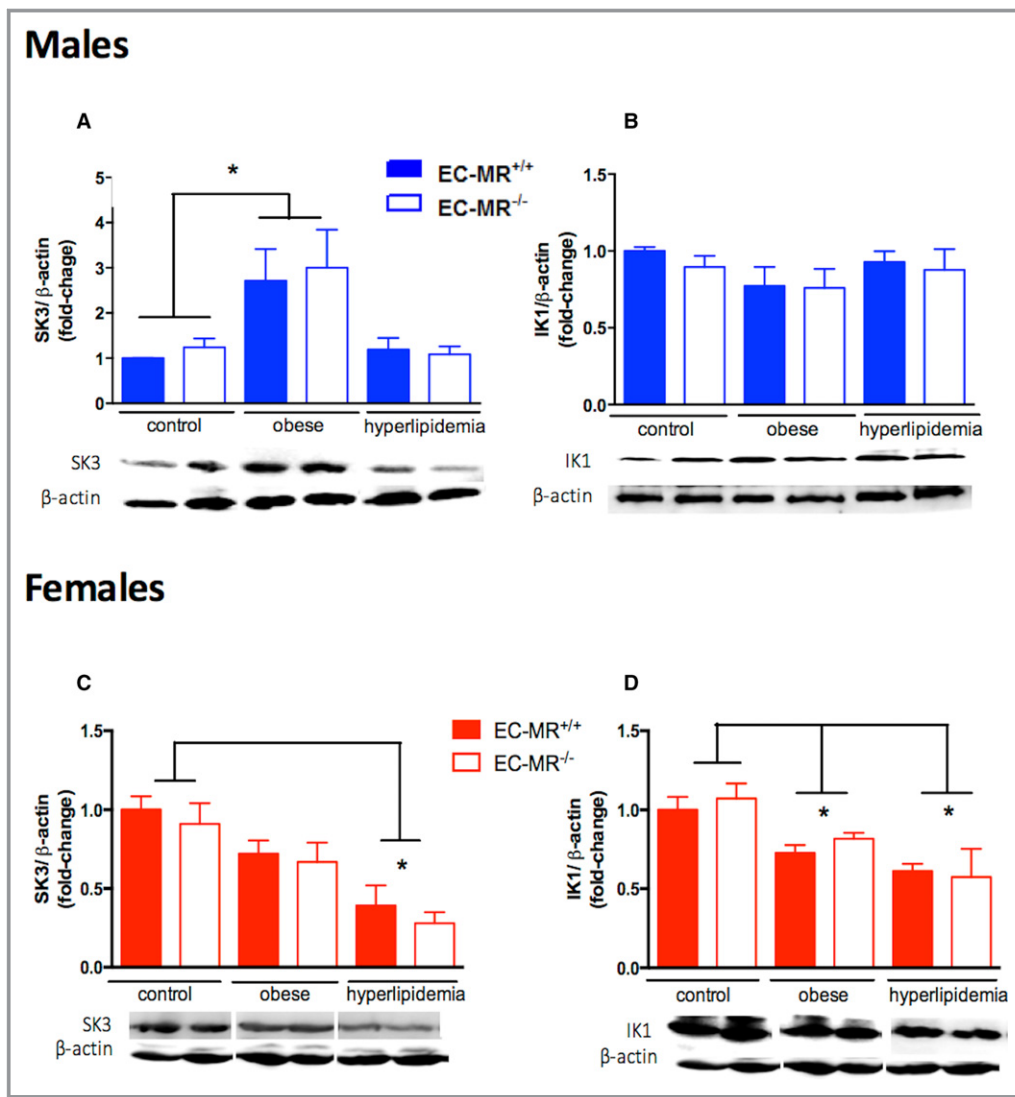 Males
A
*
SK3/β-actin
(fold-chage)
5
4
3
2
1
0
EC-MR+/+
EC-MR-/-
control
obese
hyperlipidemia
SK3
β-actin
B
IK1/β-actin
(fold-change)
1.5
1.0
0.5
0.0
control
obese
hyperlipidemia
IK1
β-actin
Females
C
SK3/β-actin
(fold-change)
1.5
1.0
0.5
0.0
*
EC-MR+/+
EC-MR-/-
control
obese
hyperlipidemia
SK3
β-actin
D
IK1/β-actin
(fold-change)
1.5
1.0
0.5
0.0
*
*
control
obese
hyperlipidemia
IK1
β-actin